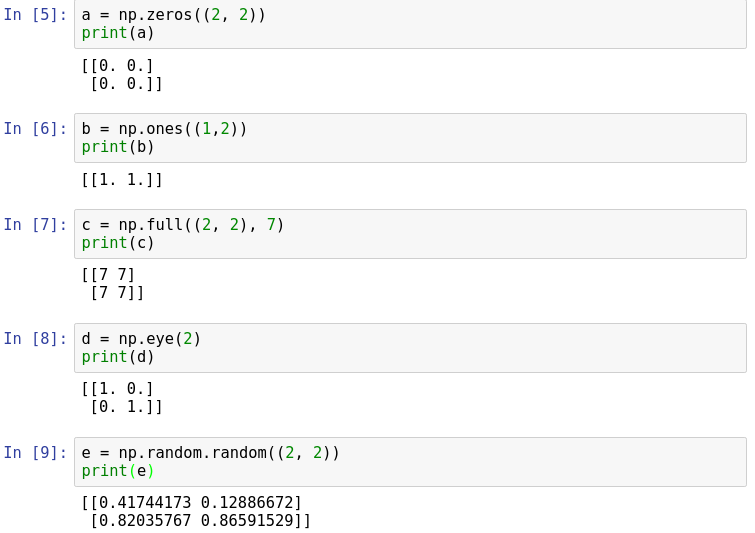 In [5]: a = np.zeros((2, 2))
print(a)
[[0. 0.]
 [0. 0.]]
In [6]: b = np.ones((1,2))
print(b)
[[1. 1.]]
In [7]: c = np.full((2, 2), 7)
print(c)
[[7 7]
 [7 7]]
In [8]: d = np.eye(2)
print(d)
[[1. 0.]
 [0. 1.]]
In [9]: e = np.random.random((2, 2))
print(e)
[[0.41744173 0.12886672]
 [0.82035767 0.86591529]]